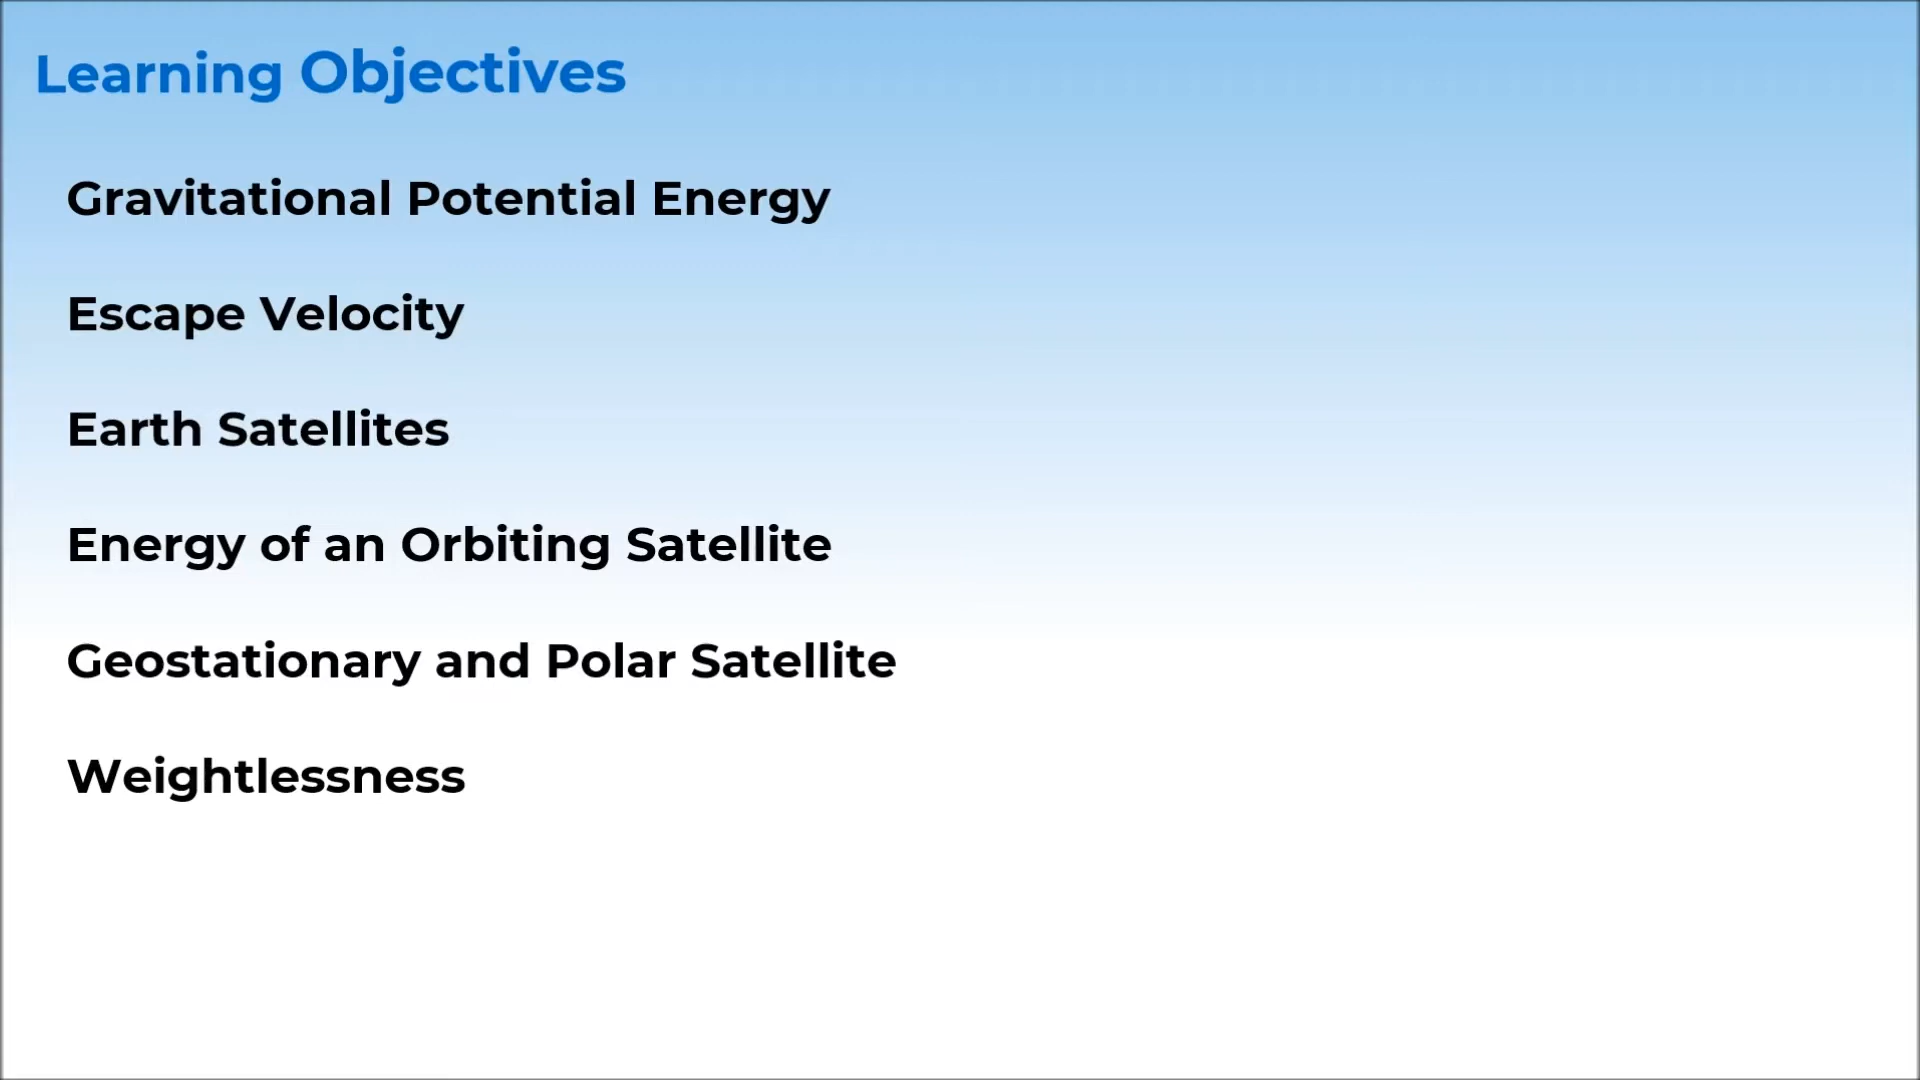 Learning Objectives
Gravitational Potential Energy
Escape Velocity
Earth Satellites
Energy of an Orbiting Satellite
Geostationary and Polar Satellite
Weightlessness